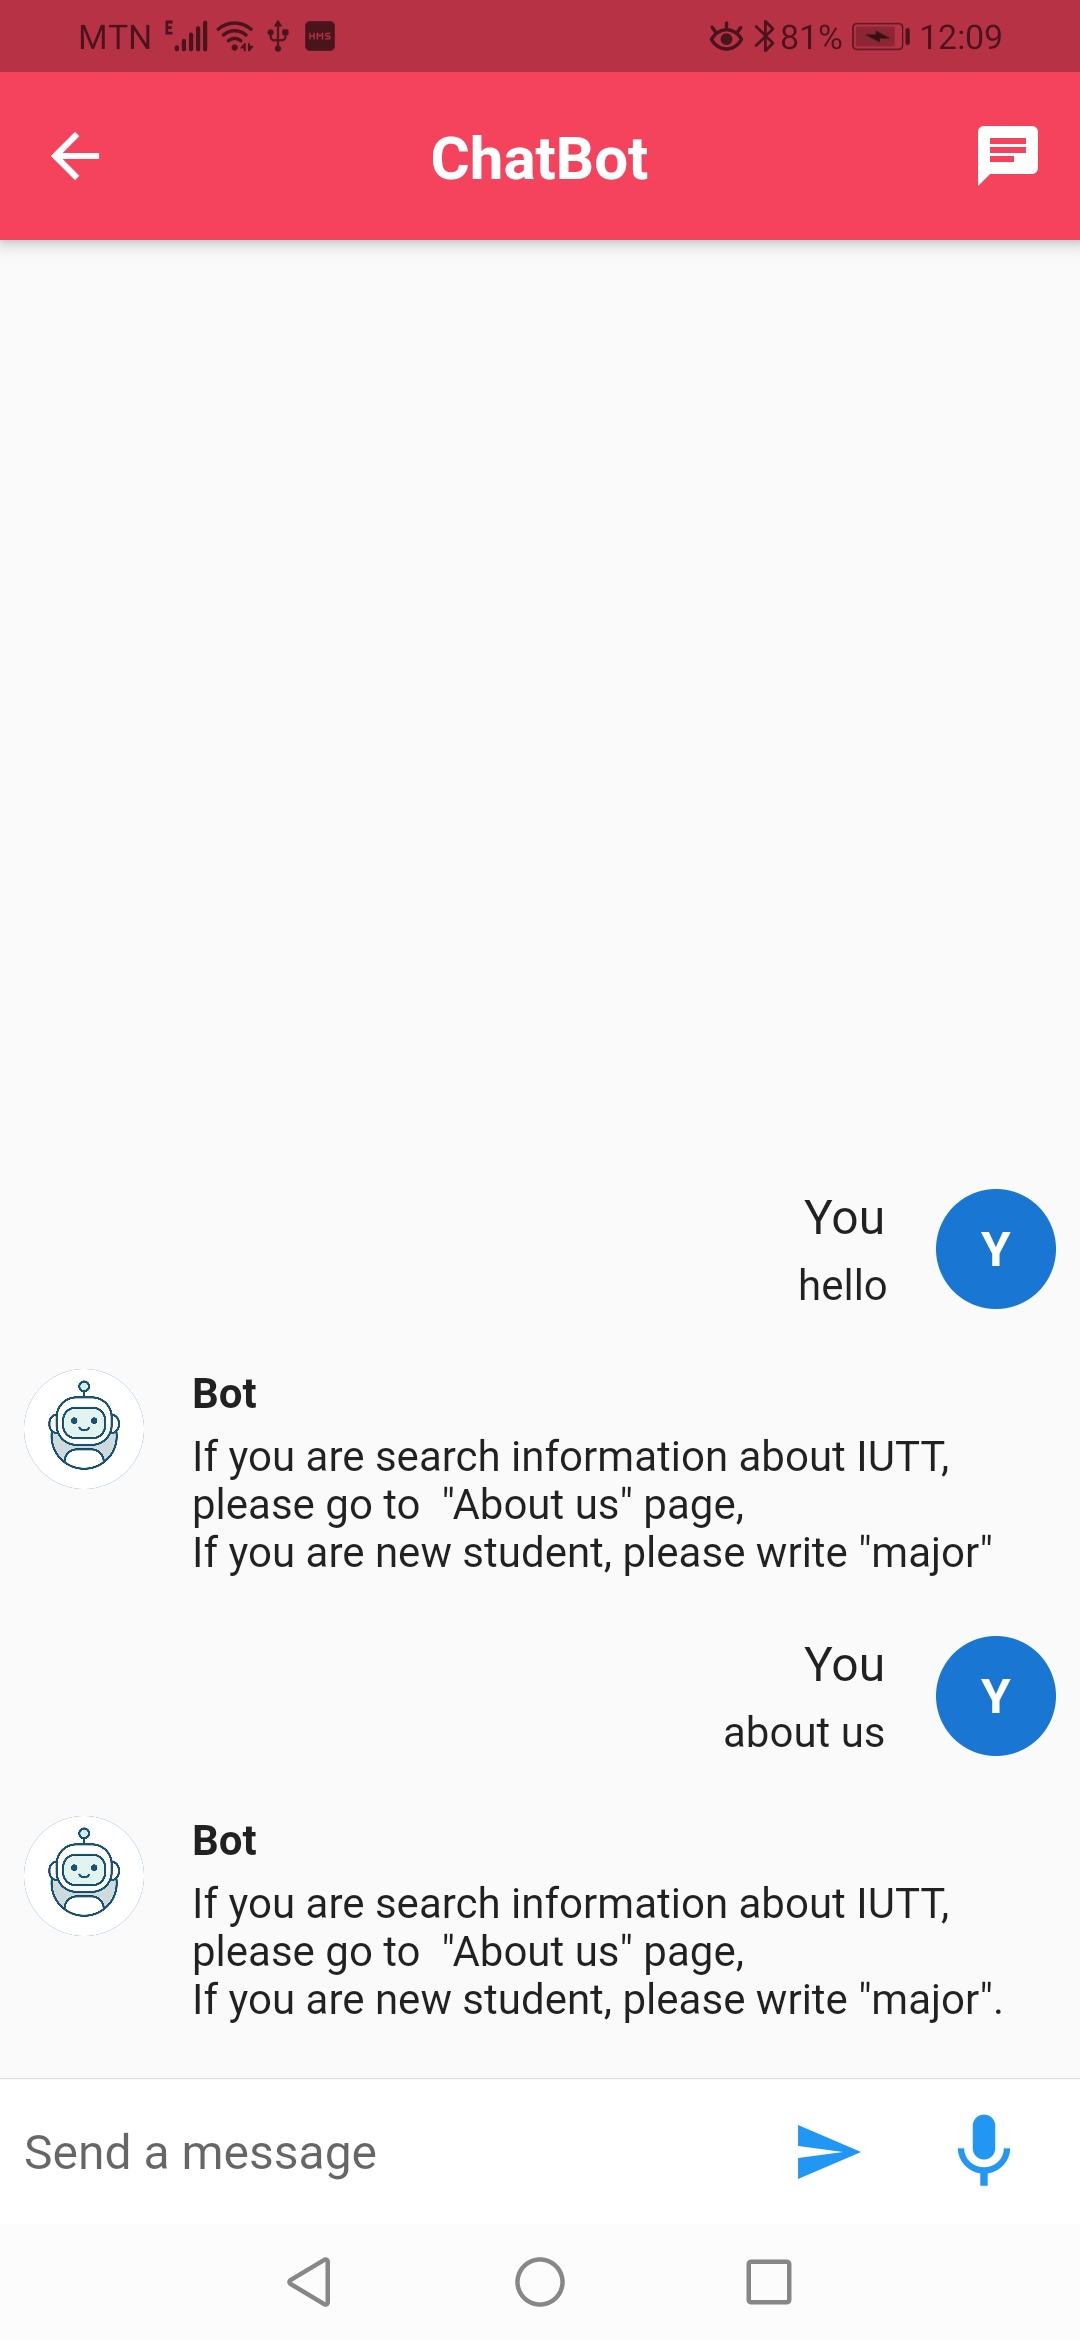 MTN E HMS 81% 12:09
ChatBot
You
Y
hello
Bot
If you are search information about IUTT,
please go to  "About us" page,
If you are new student, please write "major"
You
Y
about us
Bot
If you are search information about IUTT,
please go to  "About us" page,
If you are new student, please write "major".
Send a message